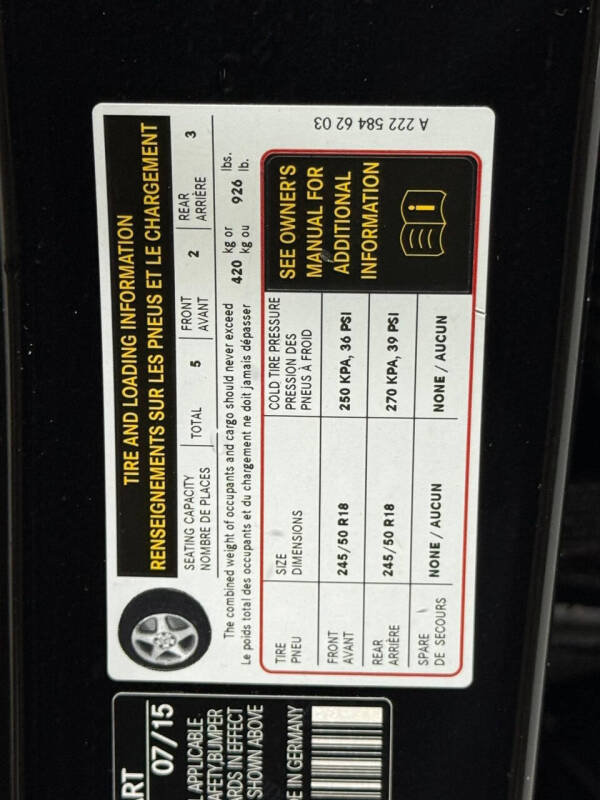 TIRE AND LOADING INFORMATION
RENSEIGNEMENTS SUR LES PNEUS ET LE CHARGEMENT
SEATING CAPACITY
NOMBRE DE PLACES
TOTAL 5
FRONT
AVANT
2
REAR
ARRIÈRE
3
The combined weight of occupants and cargo should never exceed 420 kg or 926 lbs.
Le poids total des occupants et du chargement ne doit jamais dépasser kg ou lb.
TIRE
PNEU
SIZE
DIMENSIONS
COLD TIRE PRESSURE
PRESSION DES
PNEUS À FROID
FRONT
AVANT
245/50 R18
250 KPA, 36 PSI
REAR
ARRIÈRE
245/50 R18
270 KPA, 39 PSI
SPARE
DE SECOURS
NONE / AUCUN
NONE / AUCUN
SEE OWNER'S
MANUAL FOR
ADDITIONAL
INFORMATION
A 222 584 62 03
07/15
APPLICABLE
BUMPER
IN EFFECT
SHOWN ABOVE
IN GERMANY